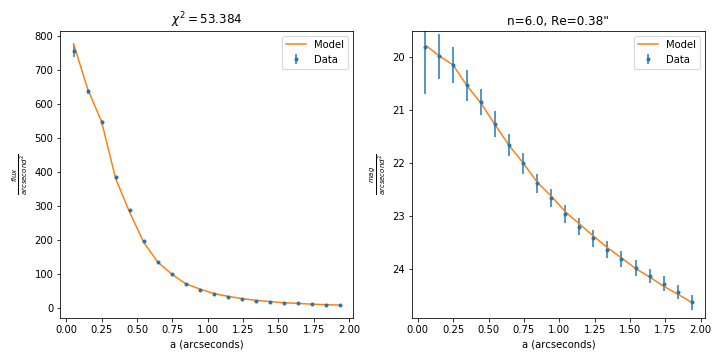 χ² = 53.384
Model
Data
800
700
600
500
400
300
200
100
0
flux
arcsecond²
0.00 0.25 0.50 0.75 1.00 1.25 1.50 1.75 2.00
a (arcseconds)
n=6.0, Re=0.38"
Model
Data
20
21
22
23
24
mag
arcsecond²
0.00 0.25 0.50 0.75 1.00 1.25 1.50 1.75 2.00
a (arcseconds)